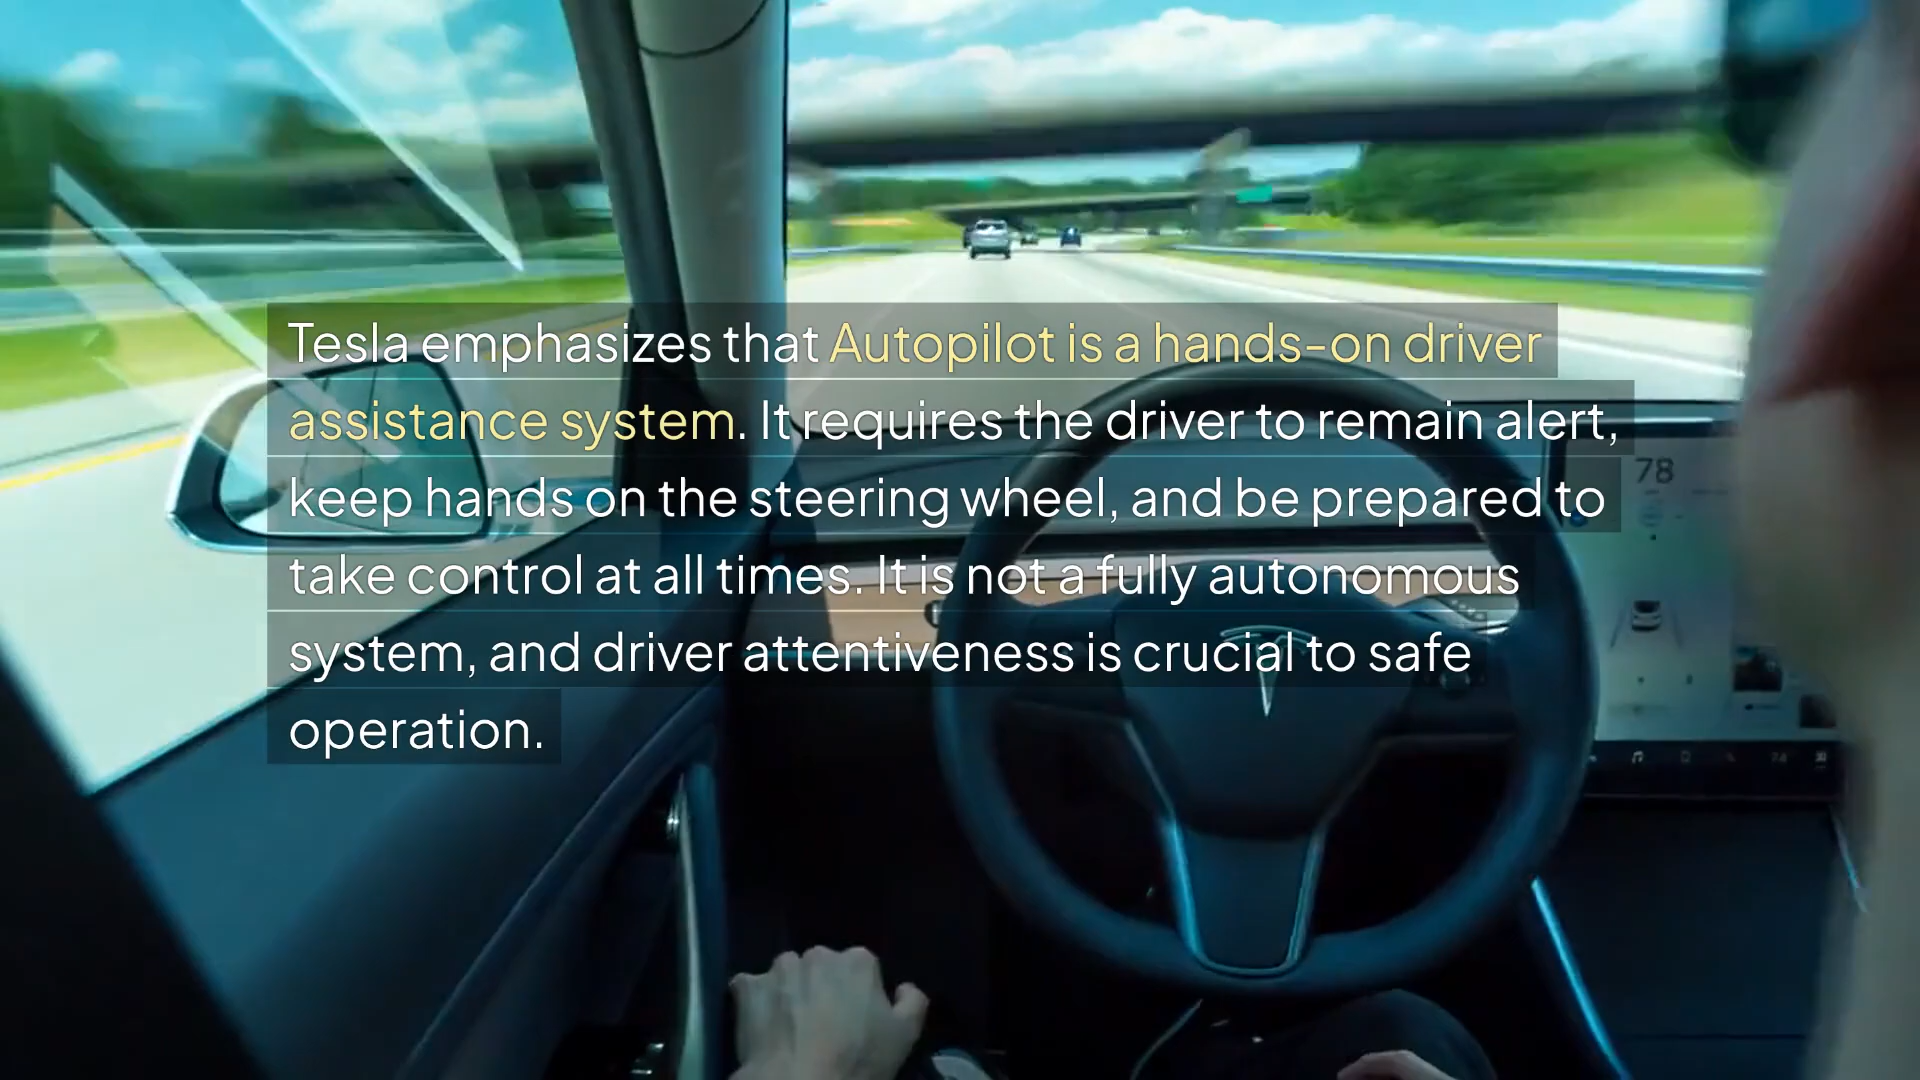 Tesla emphasizes that Autopilot is a hands-on driver
assistance system. It requires the driver to remain alert,
keep hands on the steering wheel, and be prepared to
take control at all times. It is not a fully autonomous
system, and driver attentiveness is crucial to safe
operation.
78